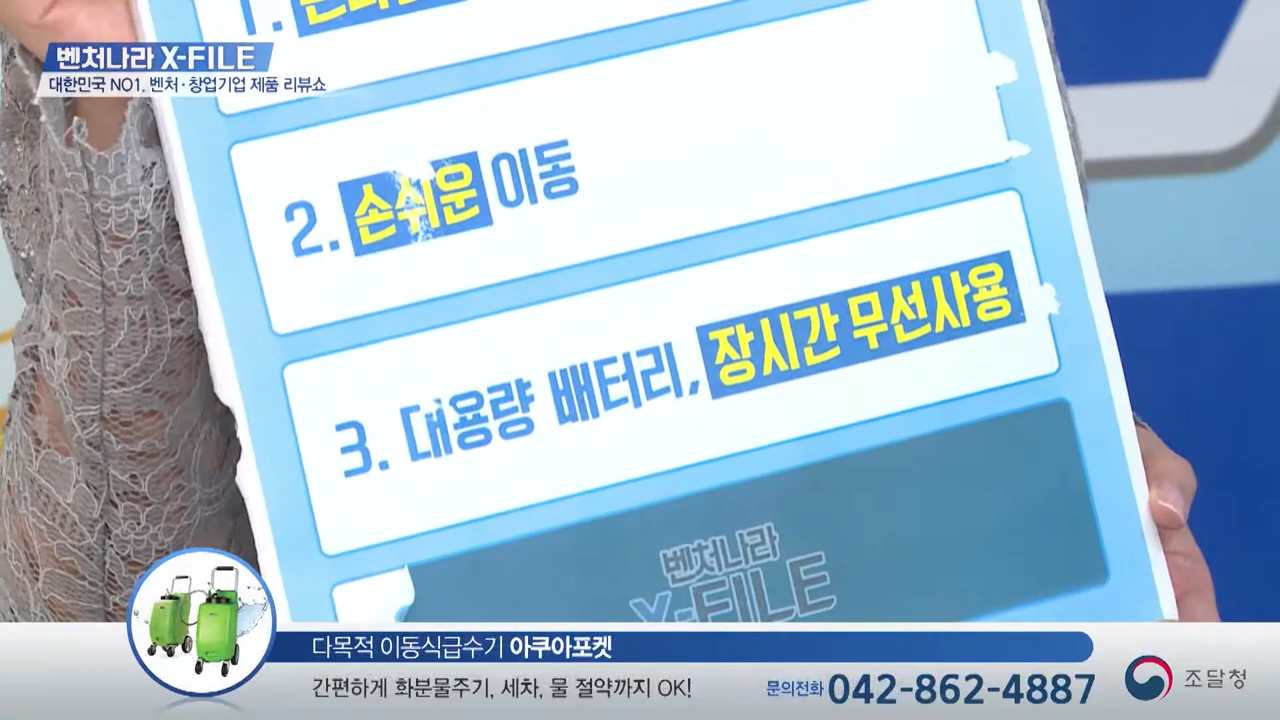 벤처나라 X-FILE
대한민국 NO1. 벤처·창업기업 제품 리뷰쇼
1.
2. 손쉬운 이동
3. 대용량 배터리, 장시간 무선사용
벤처나라
X-FILE
다목적 이동식급수기 아쿠아포켓
간편하게 화분물주기, 세차, 물 절약까지 OK!
문의전화 042-862-4887
조달청